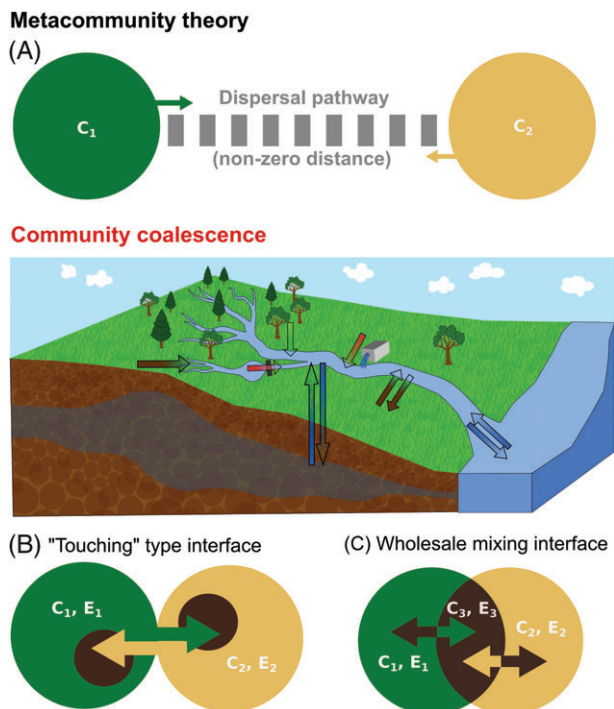 Metacommunity theory
(A)
C₁
Dispersal pathway
(non-zero distance)
C₂
Community coalescence
(B) "Touching" type interface
C₁, E₁
C₂, E₂
(C) Wholesale mixing interface
C₃, E₃
C₂, E₂
C₁, E₁